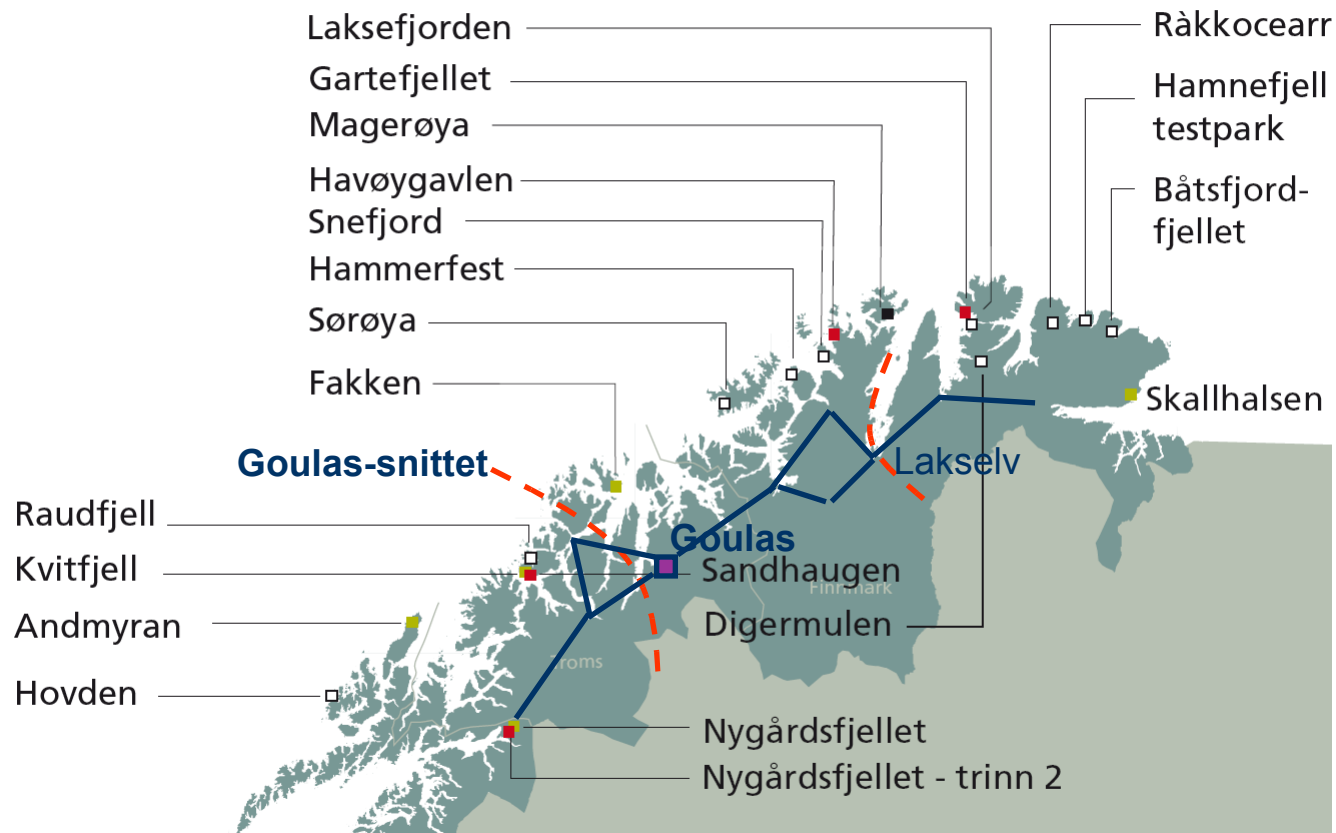 Laksefjorden
Gartefjellet
Magerøya
Havøygavlen
Snefjord
Hammerfest
Sørøya
Fakken
Goulas-snittet
Raudfjell
Kvitfjell
Andmyran
Hovden
Ràkkocearr
Hamnefjell
testpark
Båtsfjord-
fjellet
Skallhalsen
Lakselv
Goulas
Sandhaugen
Finnmark
Digermulen
Troms
Nygårdsfjellet
Nygårdsfjellet - trinn 2